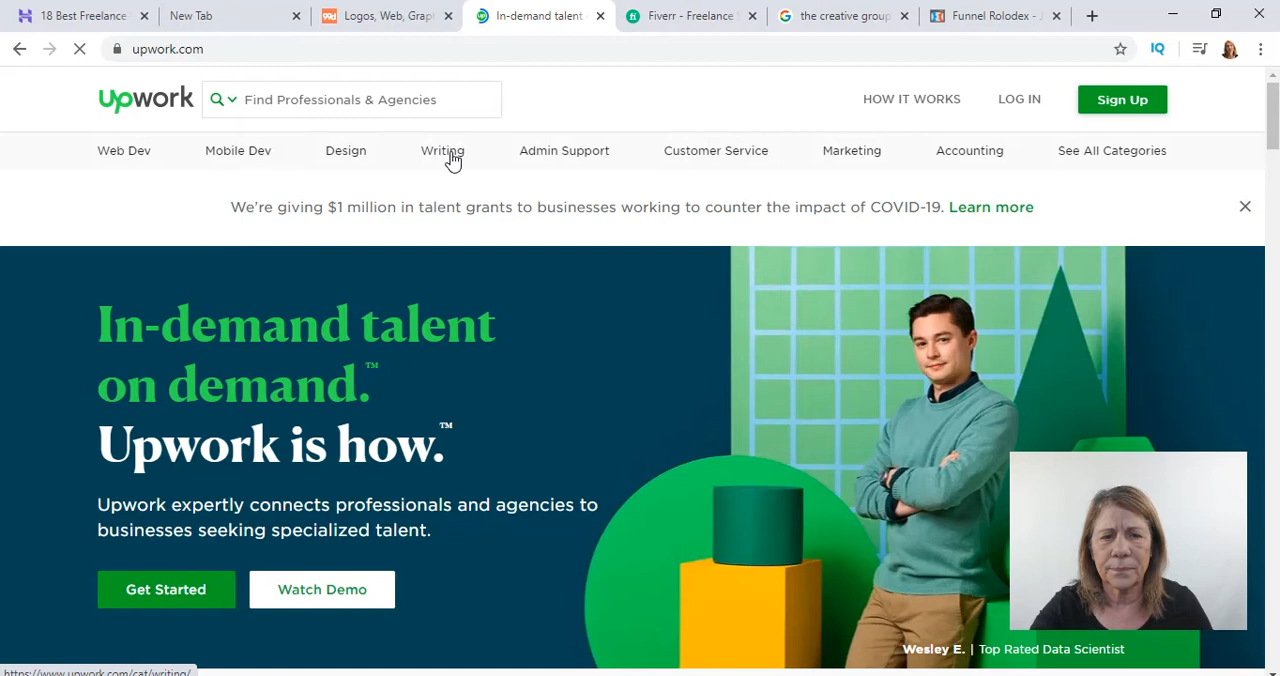 18 Best Freelance
New Tab
99d
Logos, Web, Grap
In-demand talent
fi
Fiverr - Freelance S
the creative group
Funnel Rolodex - J
upwork.com
IQ
Upwork
Find Professionals & Agencies
HOW IT WORKS
LOG IN
Sign Up
Web Dev
Mobile Dev
Design
Writing
Admin Support
Customer Service
Marketing
Accounting
See All Categories
We're giving $1 million in talent grants to businesses working to counter the impact of COVID-19. Learn more
In-demand talent
on demand.™
Upwork is how.™
Upwork expertly connects professionals and agencies to
businesses seeking specialized talent.
Get Started
Watch Demo
Wesley E. | Top Rated Data Scientist
https://www.upwork.com/cat/writing/